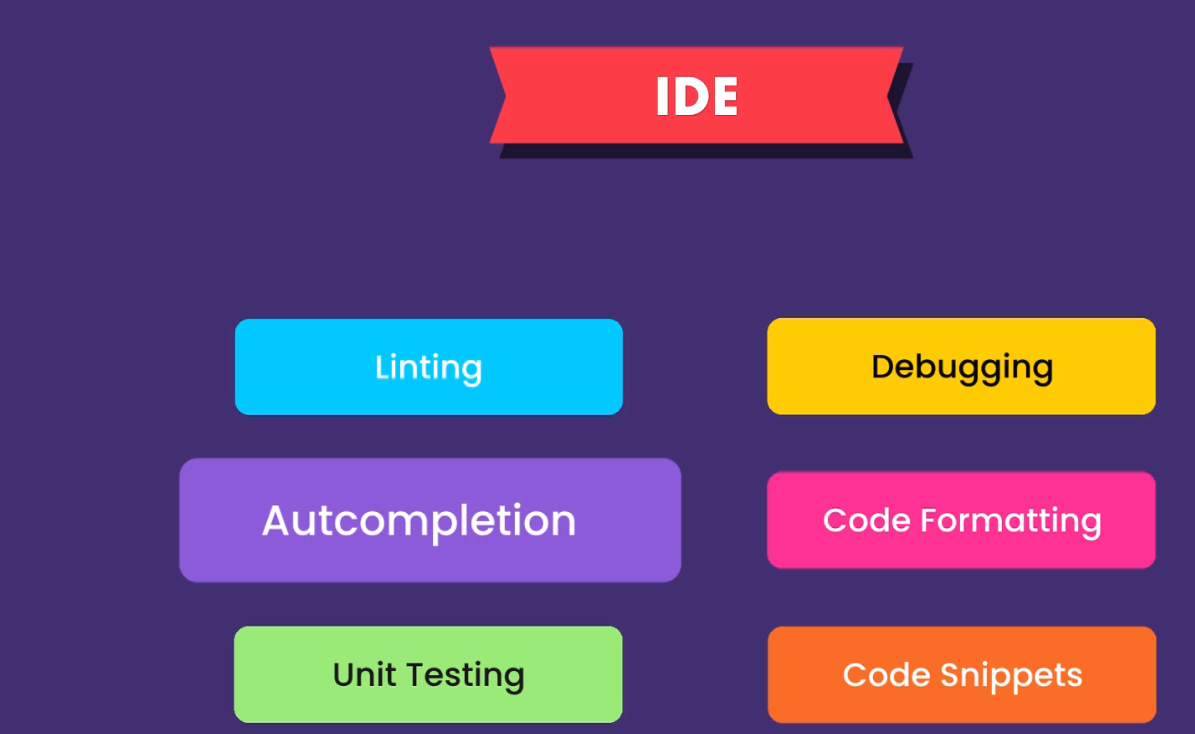 IDE
Linting
Debugging
Autcompletion
Code Formatting
Unit Testing
Code Snippets